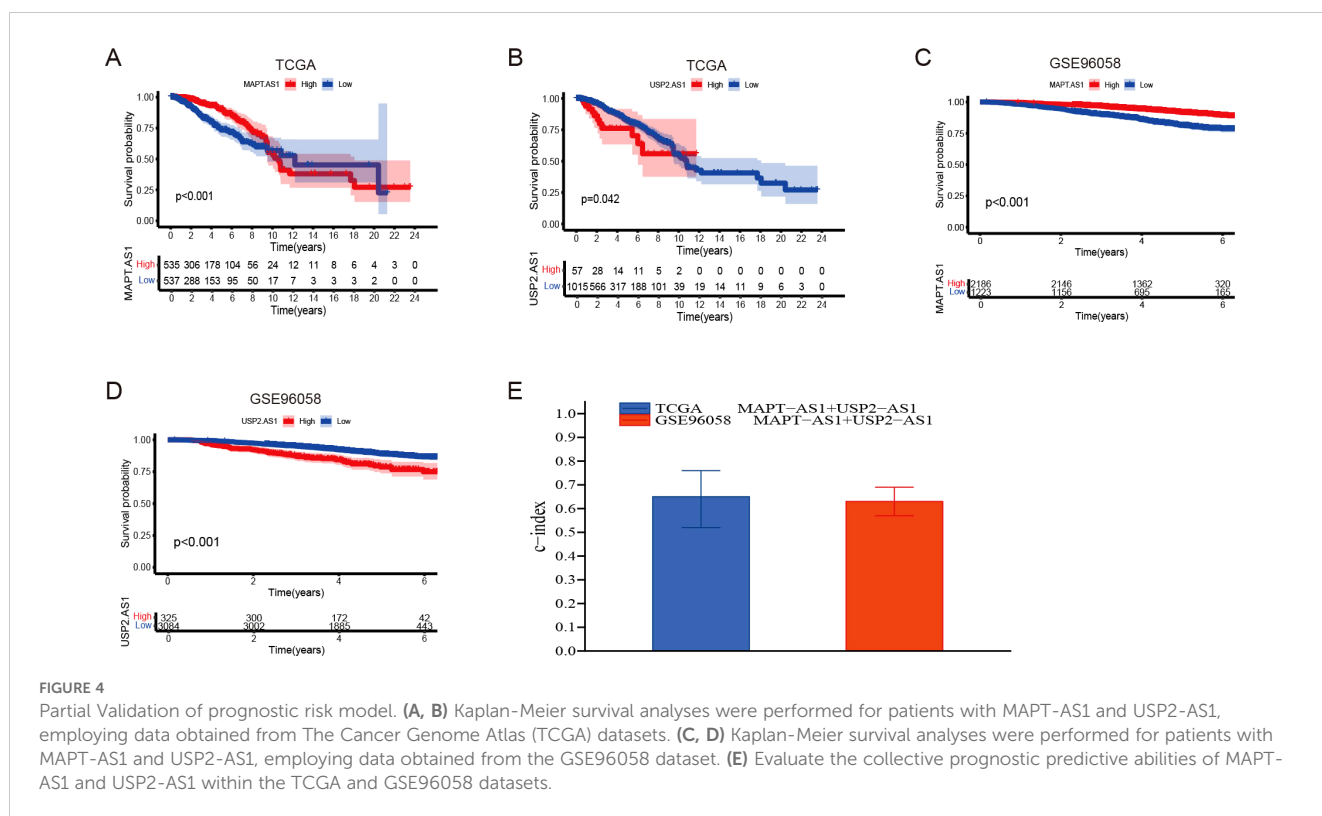 A
TCGA
MAPT.AS1 High Low
Survival probability
1.00
0.75
0.50
0.25
0.00
p<0.001
0 2 4 6 8 10 12 14 16 18 20 22 24
Time(years)
MAPT.AS1
High 535 306 178 104 56 24 12 11 8 6 4 3 0
Low 537 288 153 95 50 17 7 3 3 3 2 0 0
0 2 4 6 8 10 12 14 16 18 20 22 24
Time(years)
B
TCGA
USP2.AS1 High Low
Survival probability
1.00
0.75
0.50
0.25
0.00
p=0.042
0 2 4 6 8 10 12 14 16 18 20 22 24
Time(years)
USP2.AS1
High 57 28 14 11 5 2 0 0 0 0 0 0 0
Low 1015 566 317 188 101 39 19 14 11 9 6 3 0
0 2 4 6 8 10 12 14 16 18 20 22 24
Time(years)
C
GSE96058
MAPT.AS1 High Low
Survival probability
1.00
0.75
0.50
0.25
0.00
p<0.001
0 2 4 6
Time(years)
MAPT.AS1
High 2186 2146 1362 320
Low 1223 1156 695 165
0 2 4 6
Time(years)
D
GSE96058
USP2.AS1 High Low
Survival probability
1.00
0.75
0.50
0.25
0.00
p<0.001
0 2 4 6
Time(years)
USP2.AS1
High 325 300 172 42
Low 3084 3002 1885 443
0 2 4 6
Time(years)
E
TCGA MAPT−AS1+USP2−AS1
GSE96058 MAPT−AS1+USP2−AS1
c−index
1.0
0.9
0.8
0.7
0.6
0.5
0.4
0.3
0.2
0.1
0.0
FIGURE 4
Partial Validation of prognostic risk model. (A, B) Kaplan-Meier survival analyses were performed for patients with MAPT-AS1 and USP2-AS1,
employing data obtained from The Cancer Genome Atlas (TCGA) datasets. (C, D) Kaplan-Meier survival analyses were performed for patients with
MAPT-AS1 and USP2-AS1, employing data obtained from the GSE96058 dataset. (E) Evaluate the collective prognostic predictive abilities of MAPT-
AS1 and USP2-AS1 within the TCGA and GSE96058 datasets.